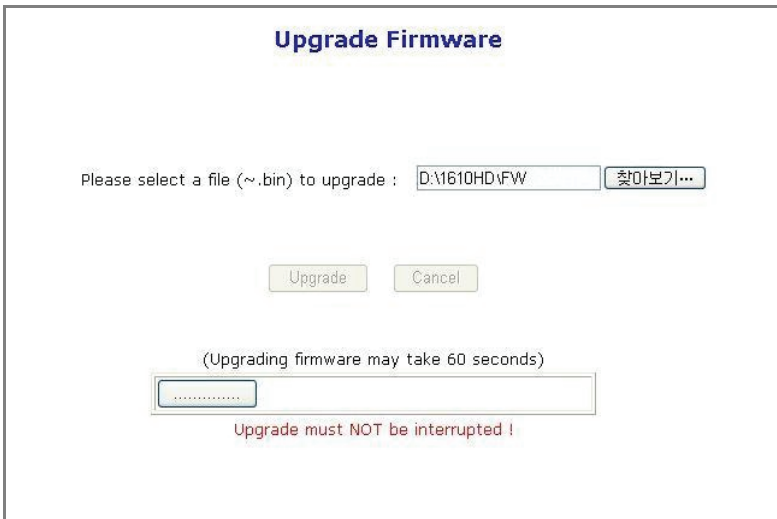 Upgrade Firmware
Please select a file (~.bin) to upgrade : D:\1610HD\FW 찾아보기...
Upgrade Cancel
(Upgrading firmware may take 60 seconds)
..............
Upgrade must NOT be interrupted !